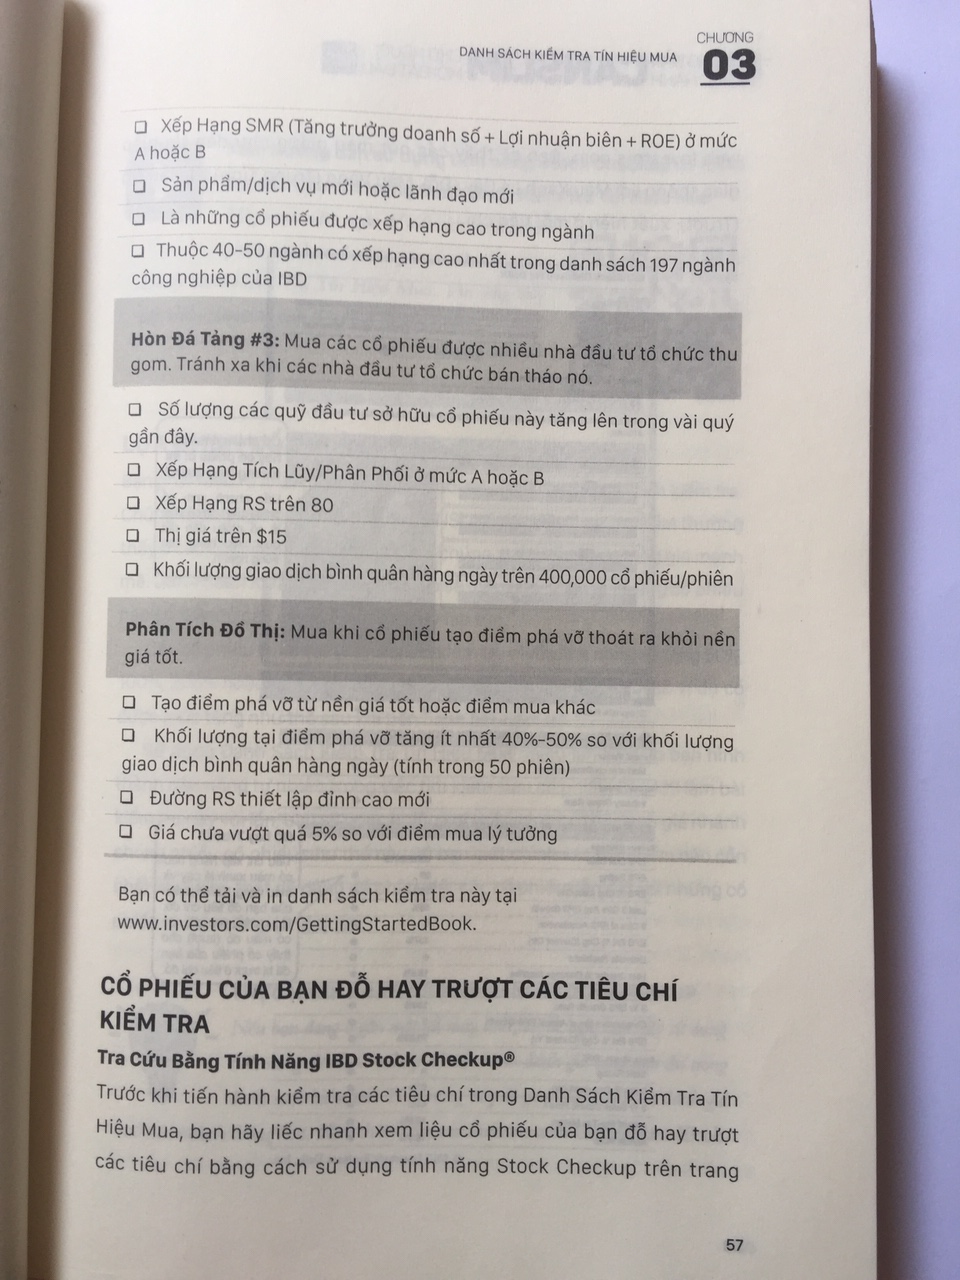 CHƯƠNG
DANH SÁCH KIỂM TRA TÍN HIỆU MUA 03
❑ Xếp Hạng SMR (Tăng trưởng doanh số + Lợi nhuận biên + ROE) ở mức
A hoặc B
❑ Sản phẩm/dịch vụ mới hoặc lãnh đạo mới
❑ Là những cổ phiếu được xếp hạng cao trong ngành
❑ Thuộc 40-50 ngành có xếp hạng cao nhất trong danh sách 197 ngành
công nghiệp của IBD
Hòn Đá Tảng #3: Mua các cổ phiếu được nhiều nhà đầu tư tổ chức thu
gom. Tránh xa khi các nhà đầu tư tổ chức bán tháo nó.
❑ Số lượng các quỹ đầu tư sở hữu cổ phiếu này tăng lên trong vài quý
gần đây.
❑ Xếp Hạng Tích Lũy/Phân Phối ở mức A hoặc B
❑ Xếp Hạng RS trên 80
❑ Thị giá trên $15
❑ Khối lượng giao dịch bình quân hàng ngày trên 400,000 cổ phiếu/phiên
Phân Tích Đồ Thị: Mua khi cổ phiếu tạo điểm phá vỡ thoát ra khỏi nền
giá tốt.
❑ Tạo điểm phá vỡ từ nền giá tốt hoặc điểm mua khác
❑ Khối lượng tại điểm phá vỡ tăng ít nhất 40%-50% so với khối lượng
giao dịch bình quân hàng ngày (tính trong 50 phiên)
❑ Đường RS thiết lập đỉnh cao mới
❑ Giá chưa vượt quá 5% so với điểm mua lý tưởng
Bạn có thể tải và in danh sách kiểm tra này tại
www.investors.com/GettingStartedBook.
CỔ PHIẾU CỦA BẠN ĐỖ HAY TRƯỢT CÁC TIÊU CHÍ
KIỂM TRA
Tra Cứu Bằng Tính Năng IBD Stock Checkup®
Trước khi tiến hành kiểm tra các tiêu chí trong Danh Sách Kiểm Tra Tín
Hiệu Mua, bạn hãy liếc nhanh xem liệu cổ phiếu của bạn đỗ hay trượt
các tiêu chí bằng cách sử dụng tính năng Stock Checkup trên trang
57